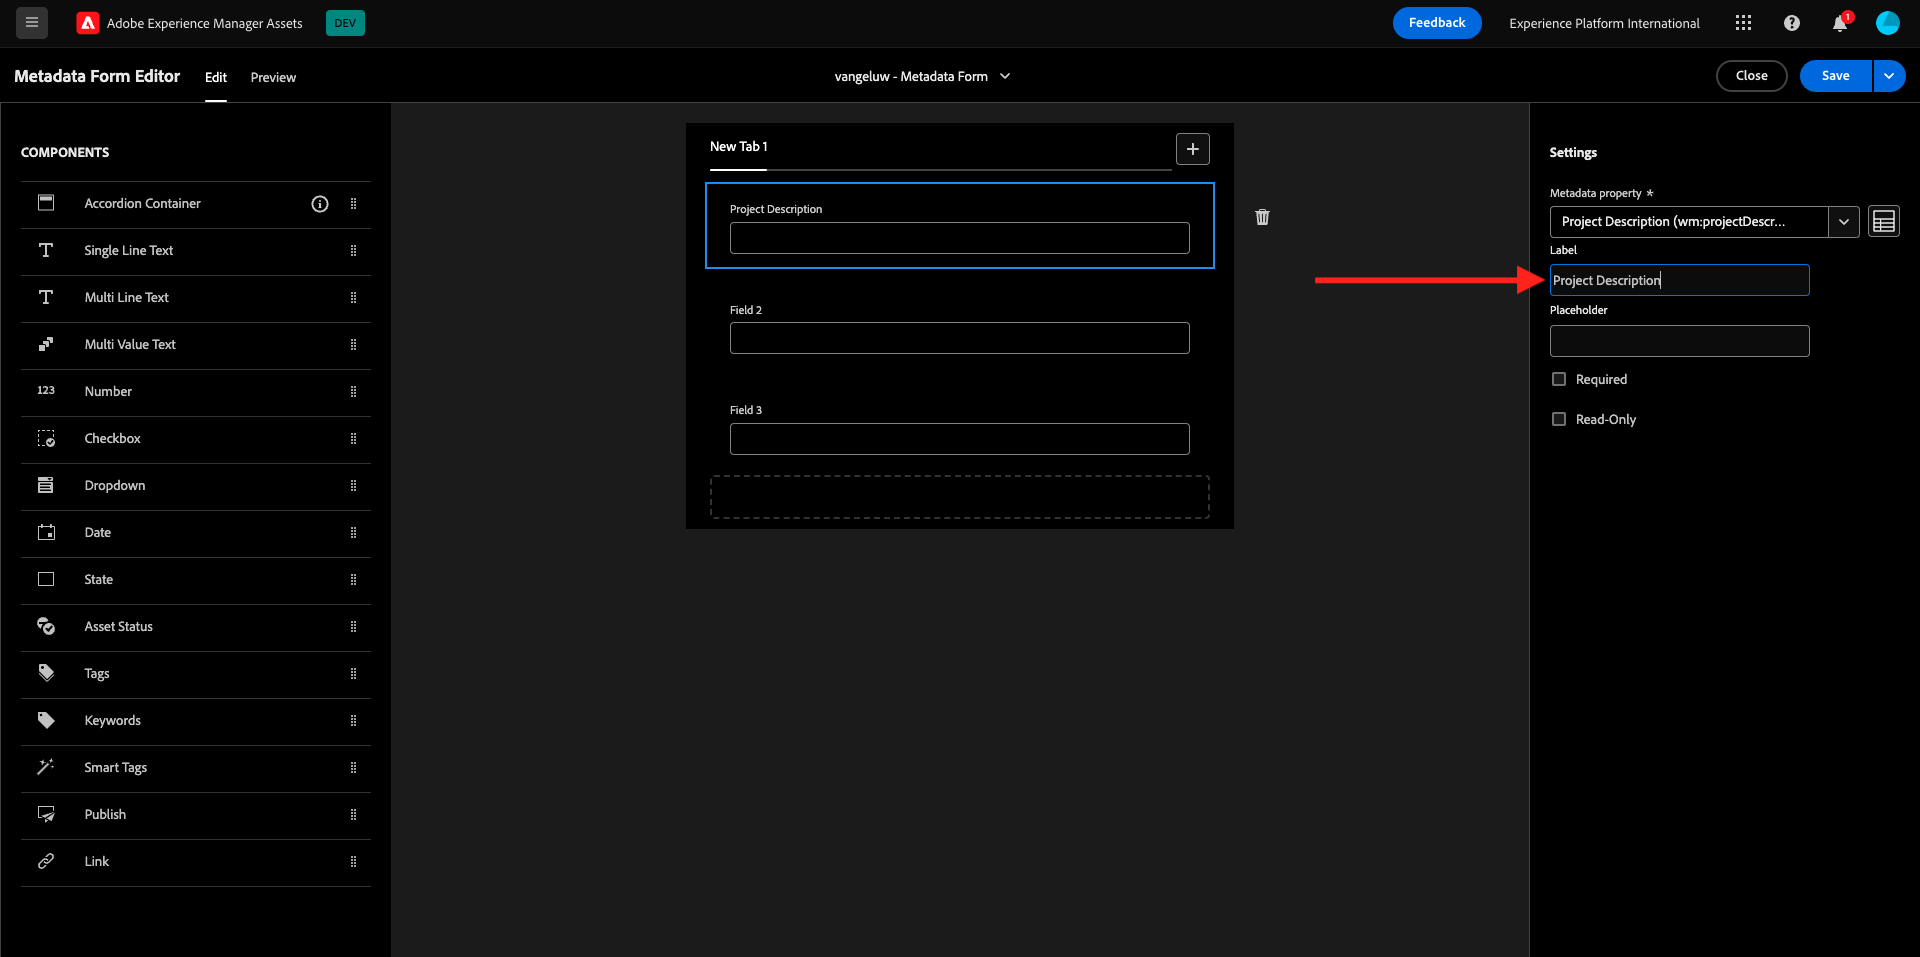 Adobe Experience Manager Assets
DEV
Feedback
Experience Platform International
1
Metadata Form Editor
Edit
Preview
vangeluw - Metadata Form
Close
Save
COMPONENTS
Accordion Container
Single Line Text
Multi Line Text
Multi Value Text
123
Number
Checkbox
Dropdown
Date
State
Asset Status
Tags
Keywords
Smart Tags
Publish
Link
New Tab 1
Project Description
Field 2
Field 3
Settings
Metadata property *
Project Description (wm:projectDescr...
Label
Project Description
Placeholder
Required
Read-Only